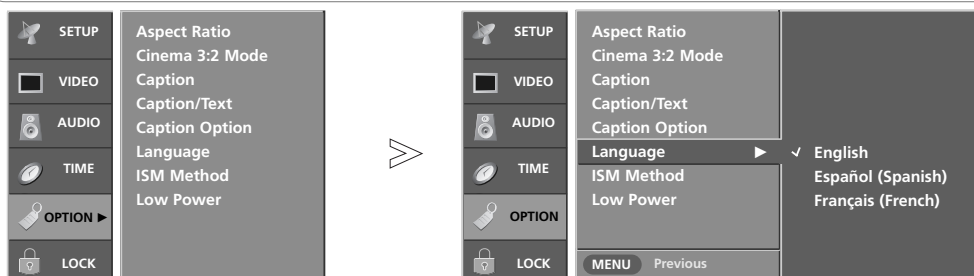 SETUP
VIDEO
AUDIO
TIME
OPTION ►
LOCK
Aspect Ratio
Cinema 3:2 Mode
Caption
Caption/Text
Caption Option
Language
ISM Method
Low Power
SETUP
VIDEO
AUDIO
TIME
OPTION
LOCK
Aspect Ratio
Cinema 3:2 Mode
Caption
Caption/Text
Caption Option
Language ►
ISM Method
Low Power
MENU Previous
✓ English
Español (Spanish)
Français (French)